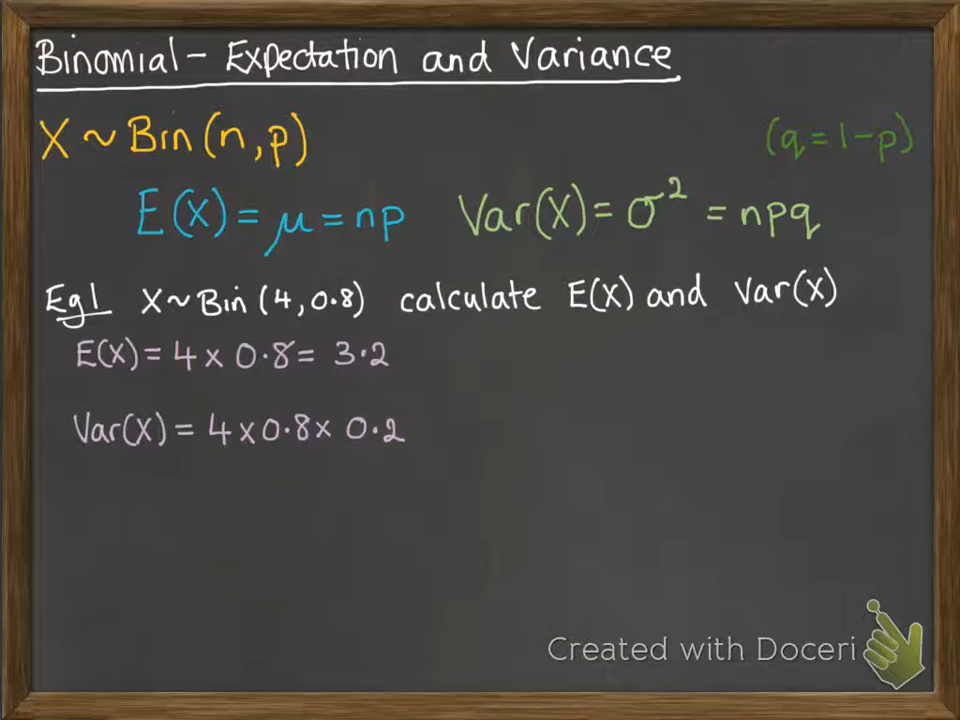 Binomial - Expectation and Variance
X ~ Bin(n,p) (q = 1-p)
E(X) = μ = np Var(X) = σ² = npq
Eg1 X~Bin (4,0.8) calculate E(X) and Var(X)
E(X) = 4 x 0·8 = 3·2
Var(X) = 4 x 0·8 x 0·2
Created with Doceri